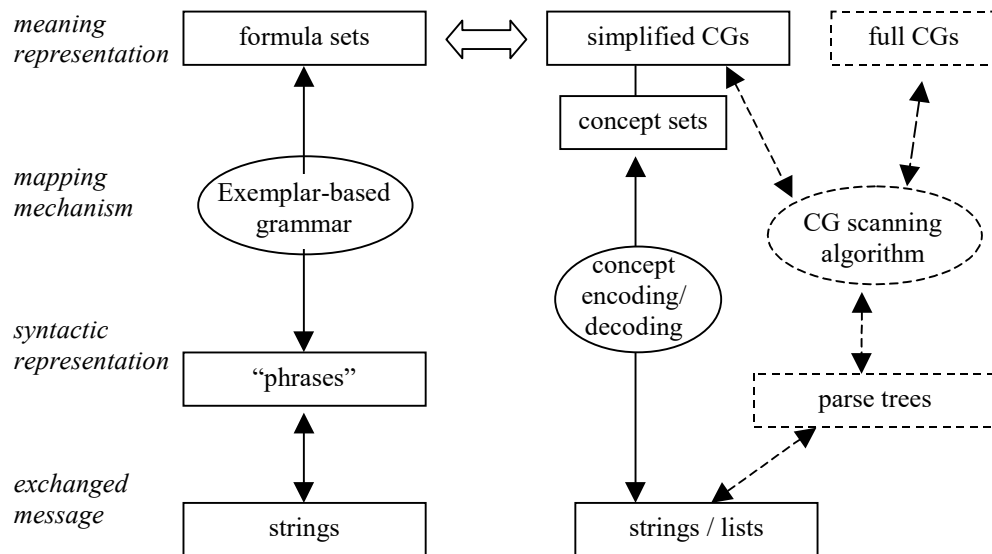 meaning
representation
formula sets
simplified CGs
full CGs
concept sets
mapping
mechanism
Exemplar-based
grammar
CG scanning
algorithm
concept
encoding/
decoding
syntactic
representation
“phrases”
parse trees
exchanged
message
strings
strings / lists